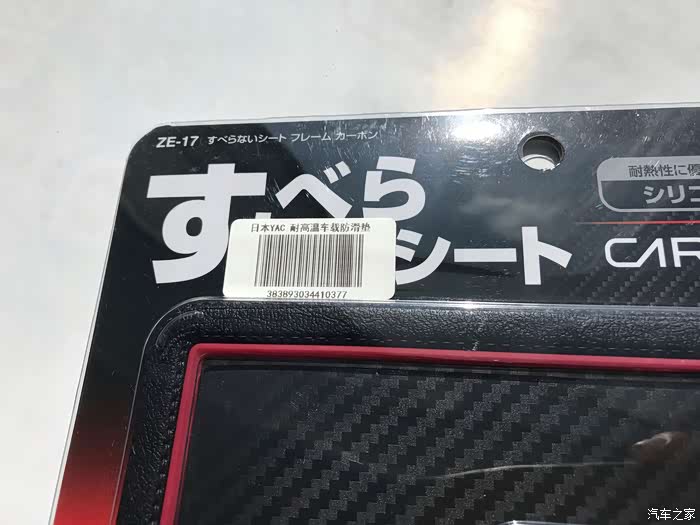 ZE-17 すべらないシート フレーム カーボン
すべら
シート
耐熱性に
シリコ
CAR
日本YAC 耐高温车载防滑垫
383893034410377
汽车之家